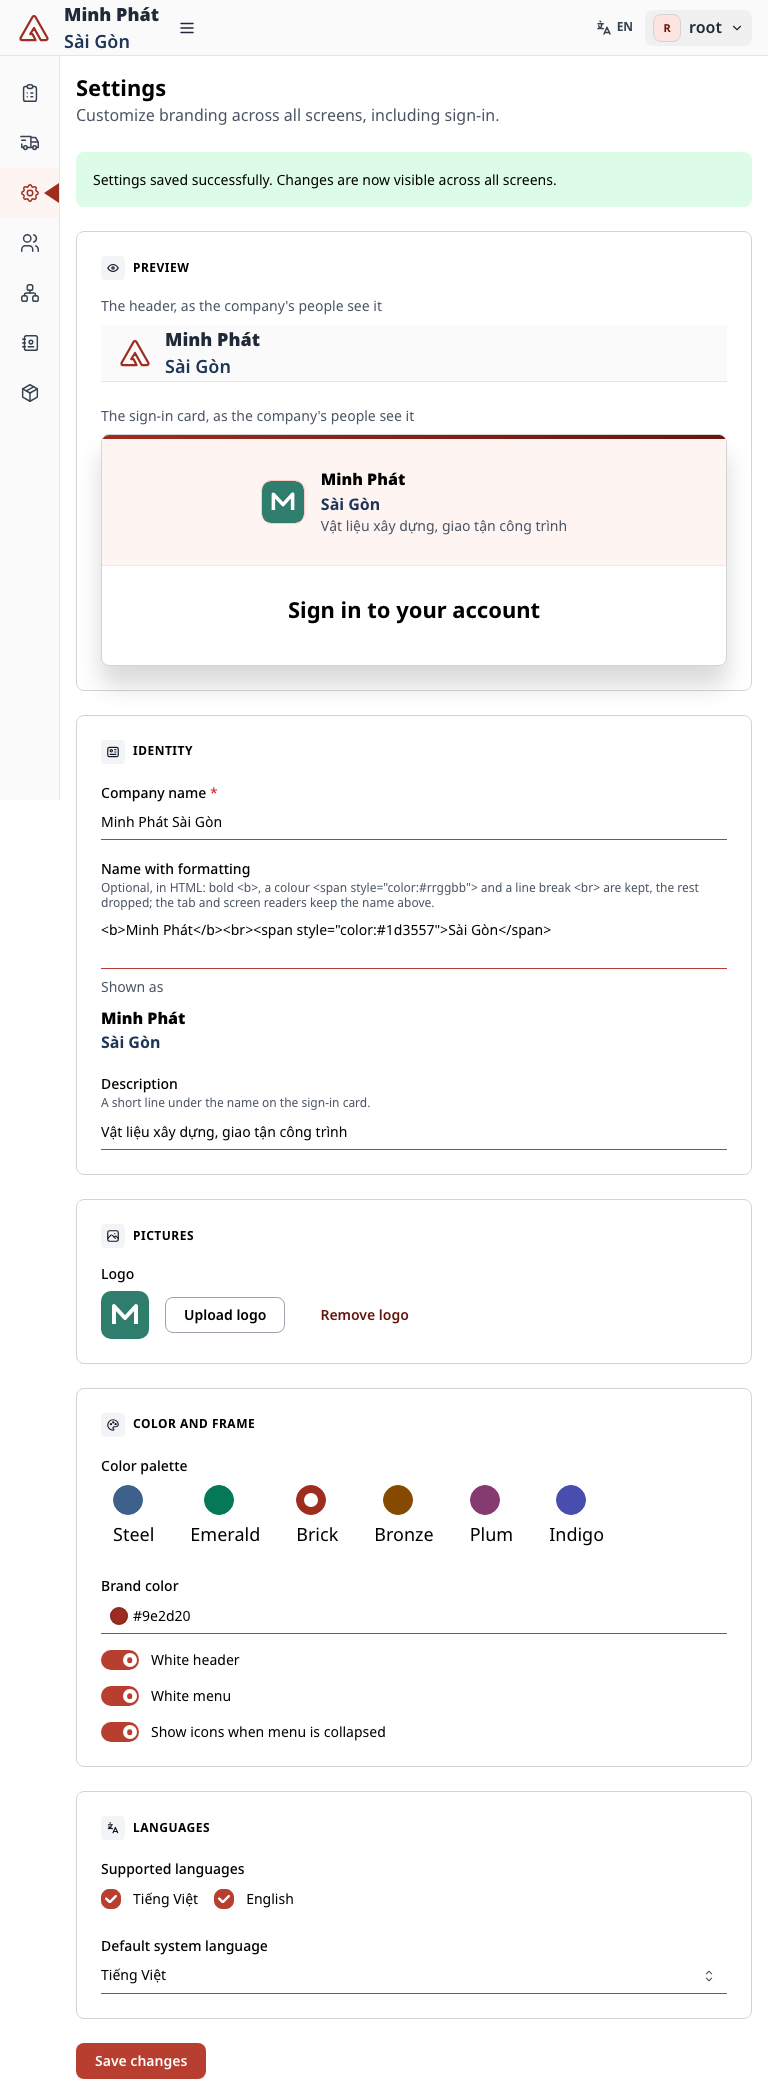 Minh Phát
Sài Gòn
EN
R
root
Settings
Customize branding across all screens, including sign-in.
Settings saved successfully. Changes are now visible across all screens.
PREVIEW
The header, as the company's people see it
Minh Phát
Sài Gòn
The sign-in card, as the company's people see it
M
Minh Phát
Sài Gòn
Vật liệu xây dựng, giao tận công trình
Sign in to your account
IDENTITY
Company name *
Minh Phát Sài Gòn
Name with formatting
Optional, in HTML: bold <b>, a colour <span style="color:#rrggbb"> and a line break <br> are kept, the rest
dropped; the tab and screen readers keep the name above.
<b>Minh Phát</b><br><span style="color:#1d3557">Sài Gòn</span>
Shown as
Minh Phát
Sài Gòn
Description
A short line under the name on the sign-in card.
Vật liệu xây dựng, giao tận công trình
PICTURES
Logo
M
Upload logo
Remove logo
COLOR AND FRAME
Color palette
Steel
Emerald
Brick
Bronze
Plum
Indigo
Brand color
#9e2d20
White header
White menu
Show icons when menu is collapsed
LANGUAGES
Supported languages
Tiếng Việt
English
Default system language
Tiếng Việt
Save changes